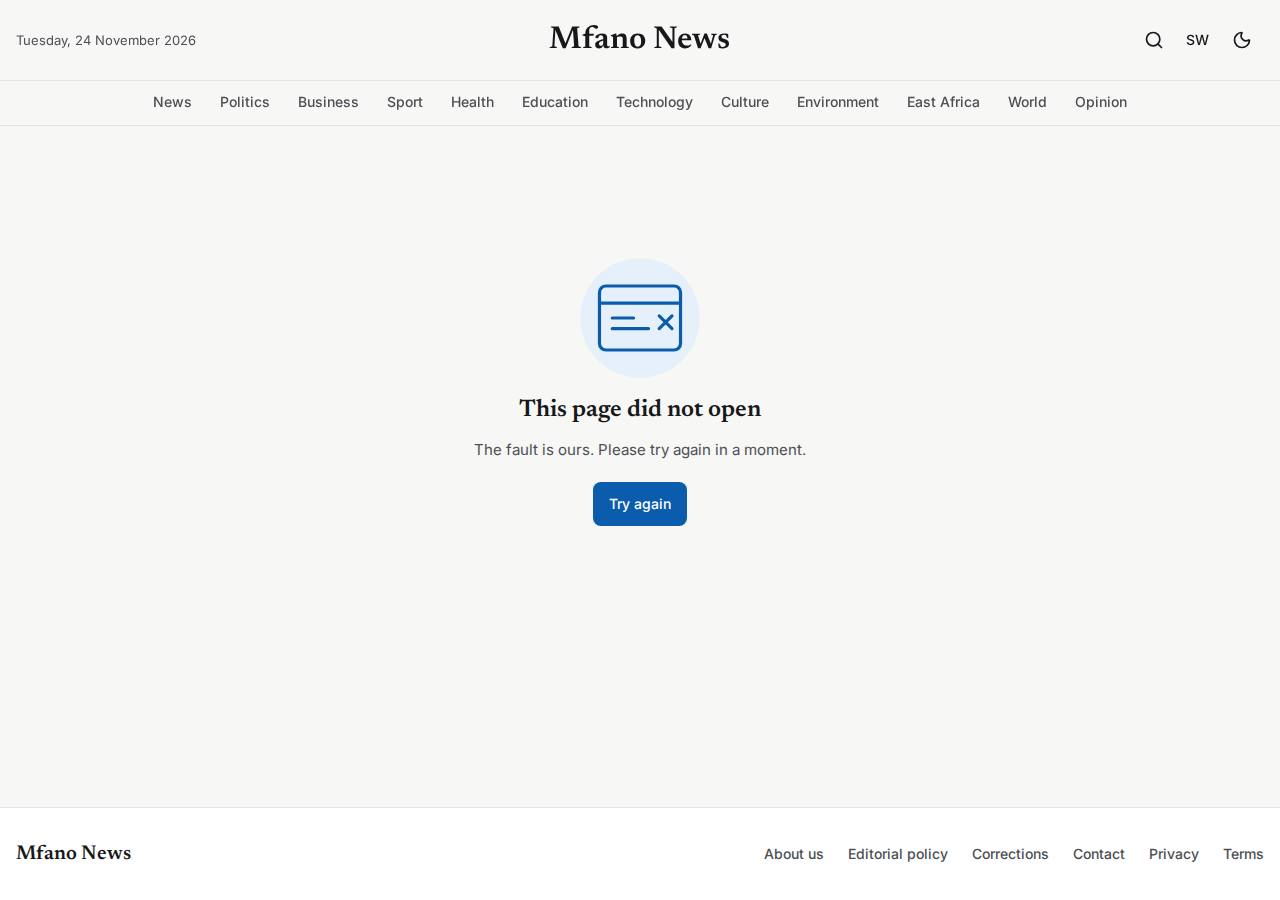 Tuesday, 24 November 2026
Mfano News
SW
News Politics Business Sport Health Education Technology Culture Environment East Africa World Opinion
This page did not open
The fault is ours. Please try again in a moment.
Try again
Mfano News
About us Editorial policy Corrections Contact Privacy Terms